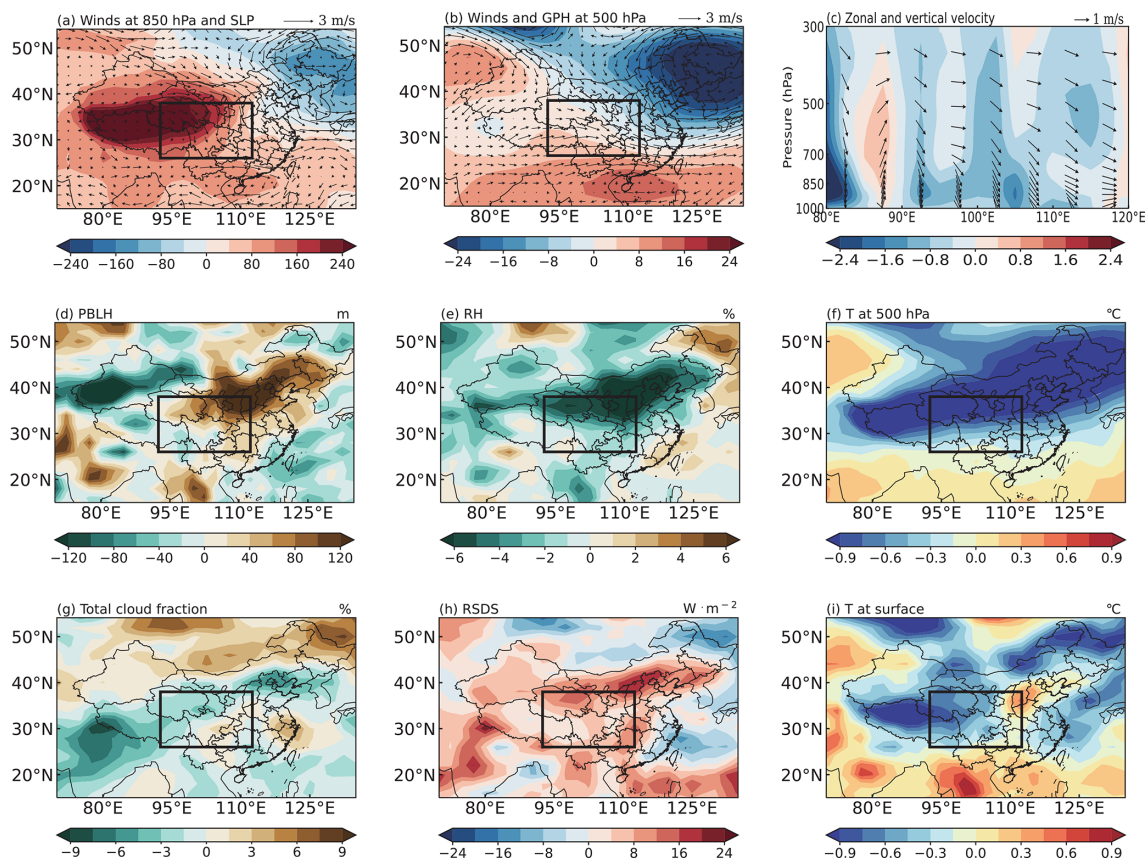 (a) Winds at 850 hPa and SLP 3 m/s
(b) Winds and GPH at 500 hPa 3 m/s
(c) Zonal and vertical velocity 1 m/s
50°N
40°N
30°N
20°N
80°E 95°E 110°E 125°E
−240 −160 −80 0 80 160 240
50°N
40°N
30°N
20°N
80°E 95°E 110°E 125°E
−24 −16 −8 0 8 16 24
Pressure (hPa)
300
500
700
850
1000
80°E 90°E 100°E 110°E 120°E
−2.4 −1.6 −0.8 0.0 0.8 1.6 2.4
(d) PBLH m
(e) RH %
(f) T at 500 hPa °C
50°N
40°N
30°N
20°N
80°E 95°E 110°E 125°E
−120 −80 −40 0 40 80 120
50°N
40°N
30°N
20°N
80°E 95°E 110°E 125°E
−6 −4 −2 0 2 4 6
50°N
40°N
30°N
20°N
80°E 95°E 110°E 125°E
−0.9 −0.6 −0.3 0.0 0.3 0.6 0.9
(g) Total cloud fraction %
(h) RSDS W · m⁻²
(i) T at surface °C
50°N
40°N
30°N
20°N
80°E 95°E 110°E 125°E
−9 −6 −3 0 3 6 9
50°N
40°N
30°N
20°N
80°E 95°E 110°E 125°E
−24 −16 −8 0 8 16 24
50°N
40°N
30°N
20°N
80°E 95°E 110°E 125°E
−0.9 −0.6 −0.3 0.0 0.3 0.6 0.9